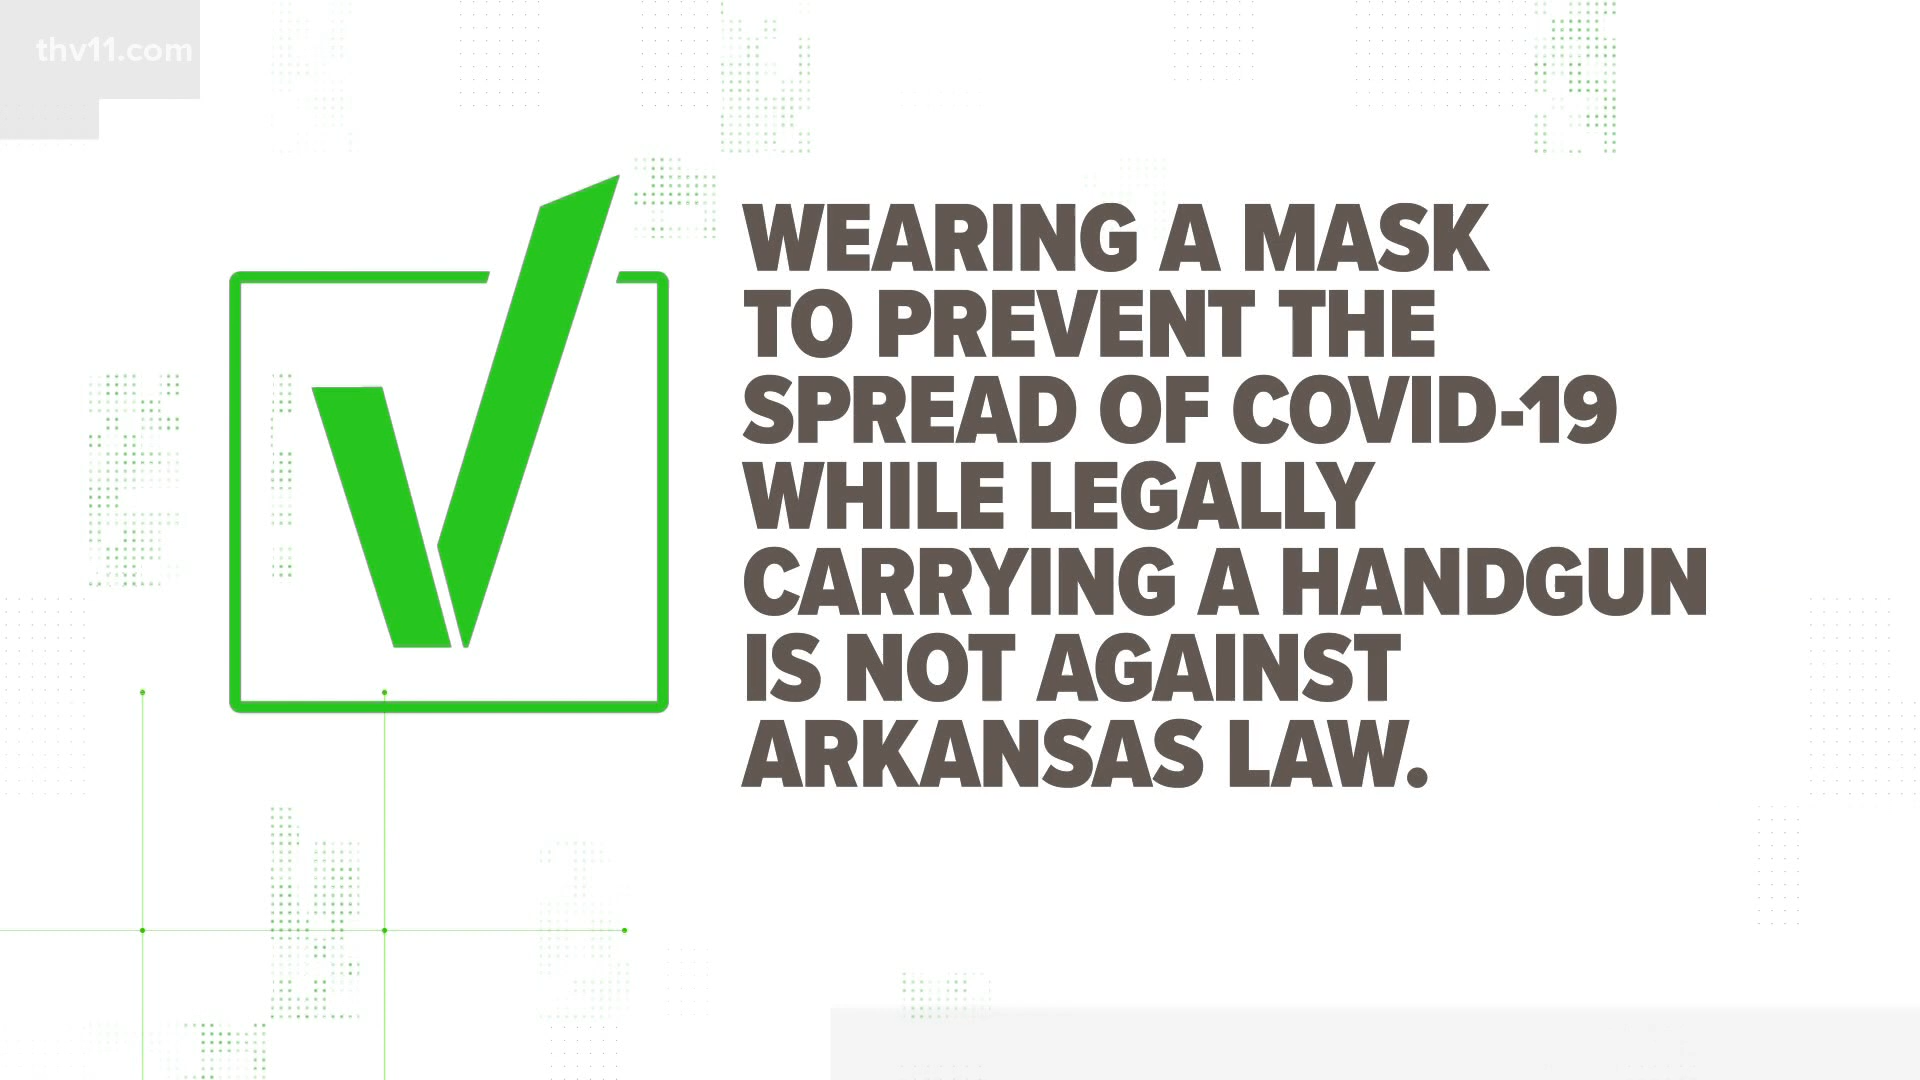 thv11.com
WEARING A MASK
TO PREVENT THE
SPREAD OF COVID-19
WHILE LEGALLY
CARRYING A HANDGUN
IS NOT AGAINST
ARKANSAS LAW.